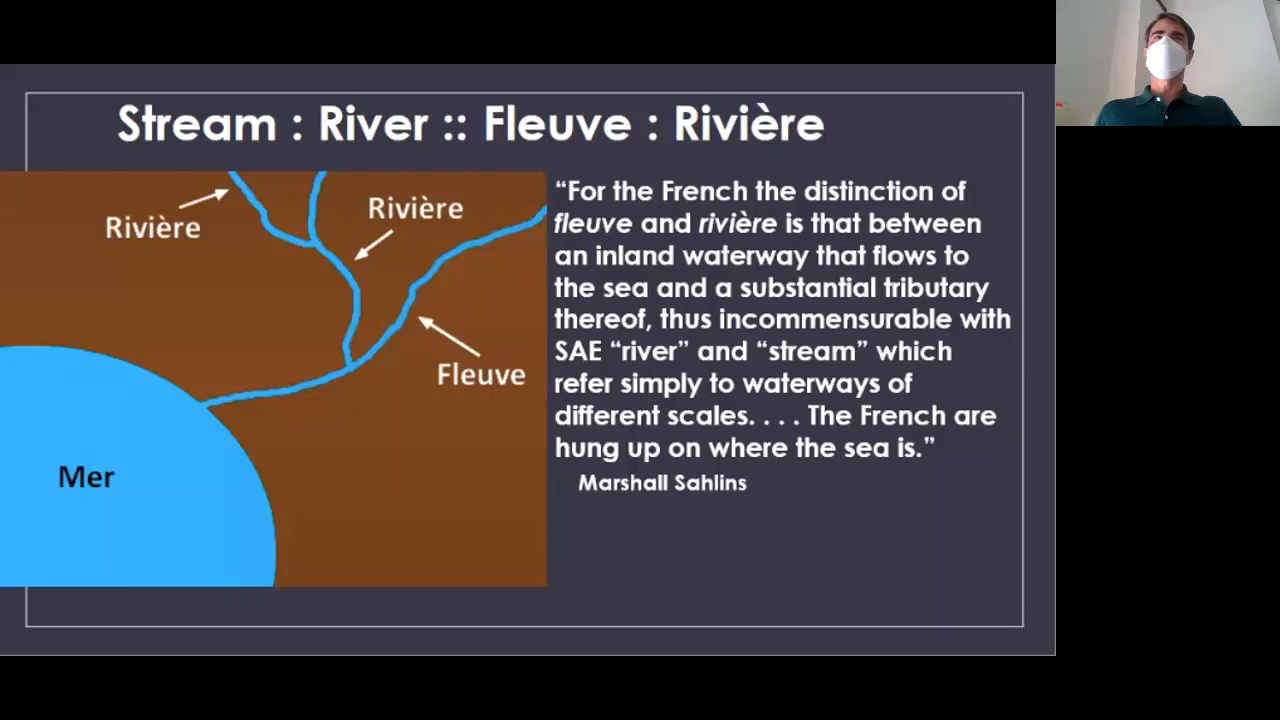 Stream : River :: Fleuve : Rivière
Rivière
Rivière
Fleuve
Mer
“For the French the distinction of
fleuve and rivière is that between
an inland waterway that flows to
the sea and a substantial tributary
thereof, thus incommensurable with
SAE “river” and “stream” which
refer simply to waterways of
different scales. . . . The French are
hung up on where the sea is.”
Marshall Sahlins